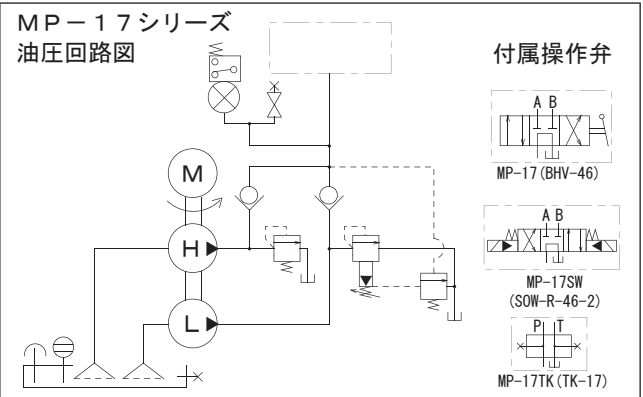 MP-17シリーズ
油圧回路図
付属操作弁
A B
MP-17(BHV-46)
M
H
L
A B
MP-17SW
(SOW-R-46-2)
P T
MP-17TK(TK-17)